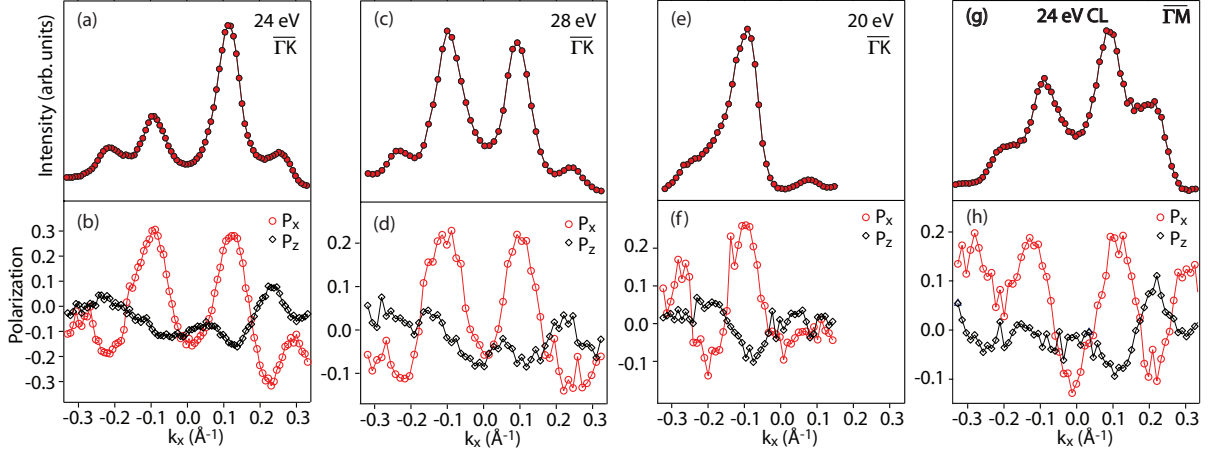 (a) 24 eV ΓK
(c) 28 eV ΓK
(e) 20 eV ΓK
(g) 24 eV CL ΓM
Intensity (arb. units)
(b) Px Pz
(d) Px Pz
(f) Px Pz
(h) Px Pz
Polarization
0.3
0.2
0.1
0.0
-0.1
-0.2
-0.3
0.2
0.1
0.0
-0.1
0.2
0.1
0.0
-0.1
0.2
0.1
0.0
-0.1
-0.3 -0.2 -0.1 0.0 0.1 0.2 0.3
-0.3 -0.2 -0.1 0.0 0.1 0.2 0.3
-0.3 -0.2 -0.1 0.0 0.1 0.2 0.3
-0.3 -0.2 -0.1 0.0 0.1 0.2 0.3
kx (Å-1)
kx (Å-1)
kx (Å-1)
kx (Å-1)